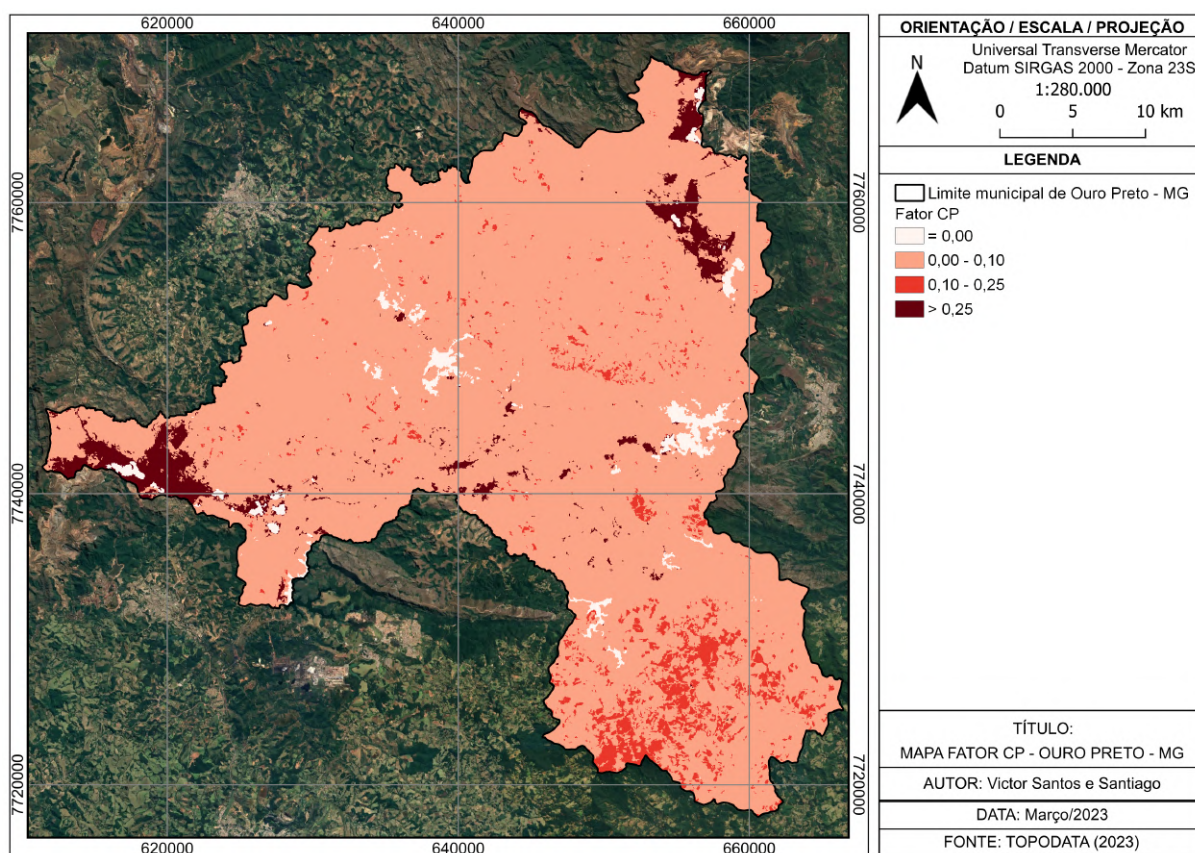 620000
640000
660000
7760000
7740000
7720000
7760000
7740000
7720000
620000
640000
660000
ORIENTAÇÃO / ESCALA / PROJEÇÃO
N
Universal Transverse Mercator
Datum SIRGAS 2000 - Zona 23S
1:280.000
0 5 10 km
LEGENDA
Limite municipal de Ouro Preto - MG
Fator CP
= 0,00
0,00 - 0,10
0,10 - 0,25
> 0,25
TÍTULO:
MAPA FATOR CP - OURO PRETO - MG
AUTOR: Victor Santos e Santiago
DATA: Março/2023
FONTE: TOPODATA (2023)